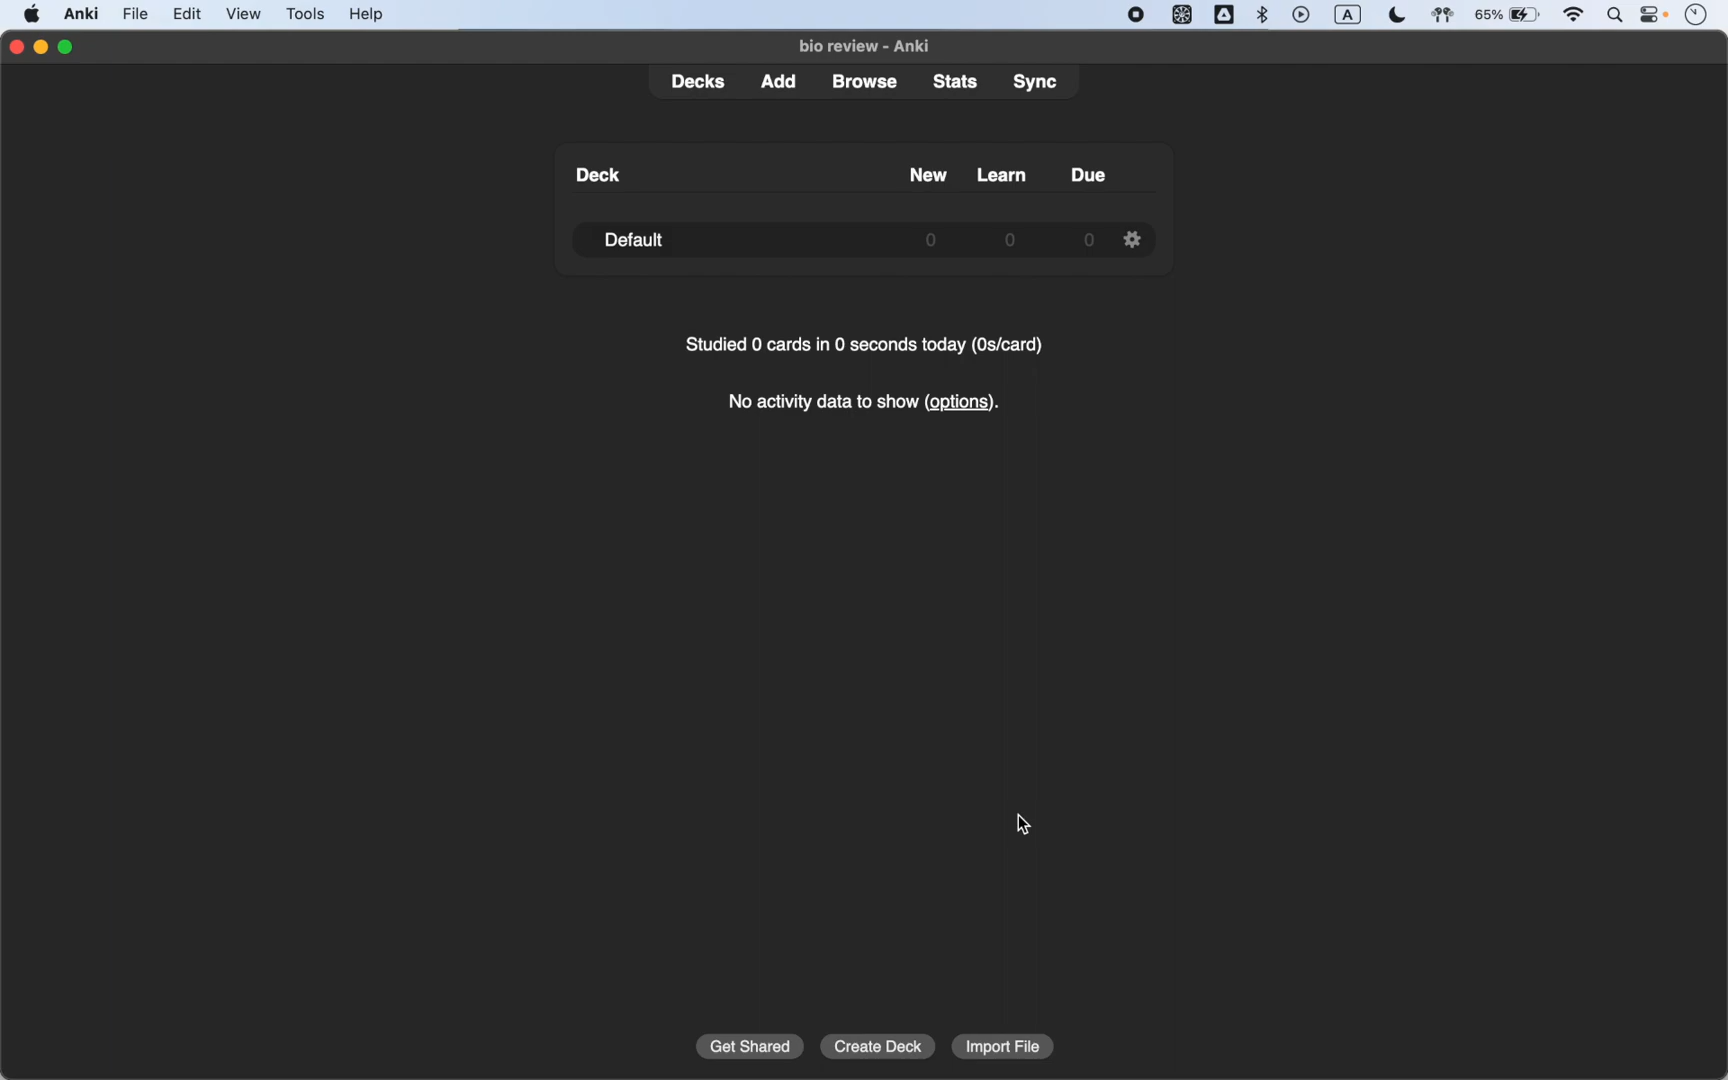 Anki File Edit View Tools Help A 65%
bio review - Anki
Decks Add Browse Stats Sync
Deck New Learn Due
Default 0 0 0
Studied 0 cards in 0 seconds today (0s/card)
No activity data to show (options).
Get Shared Create Deck Import File